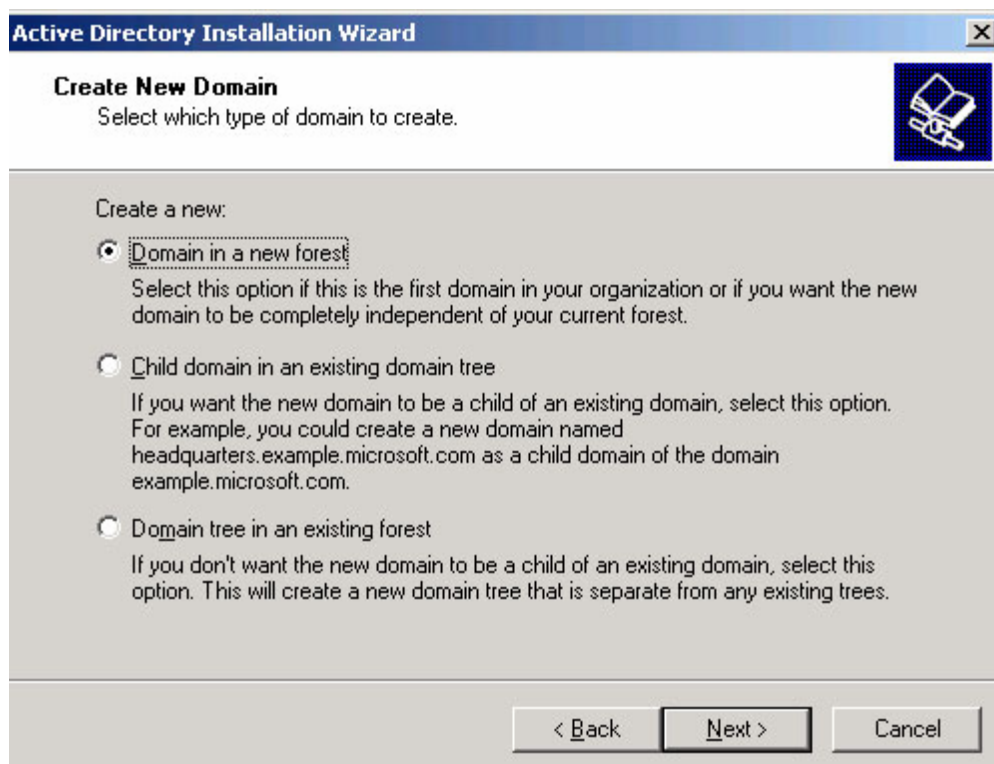 Active Directory Installation Wizard
Create New Domain
Select which type of domain to create.
Create a new:
Domain in a new forest
Select this option if this is the first domain in your organization or if you want the new
domain to be completely independent of your current forest.
Child domain in an existing domain tree
If you want the new domain to be a child of an existing domain, select this option.
For example, you could create a new domain named
headquarters.example.microsoft.com as a child domain of the domain
example.microsoft.com.
Domain tree in an existing forest
If you don't want the new domain to be a child of an existing domain, select this
option. This will create a new domain tree that is separate from any existing trees.
< Back
Next >
Cancel